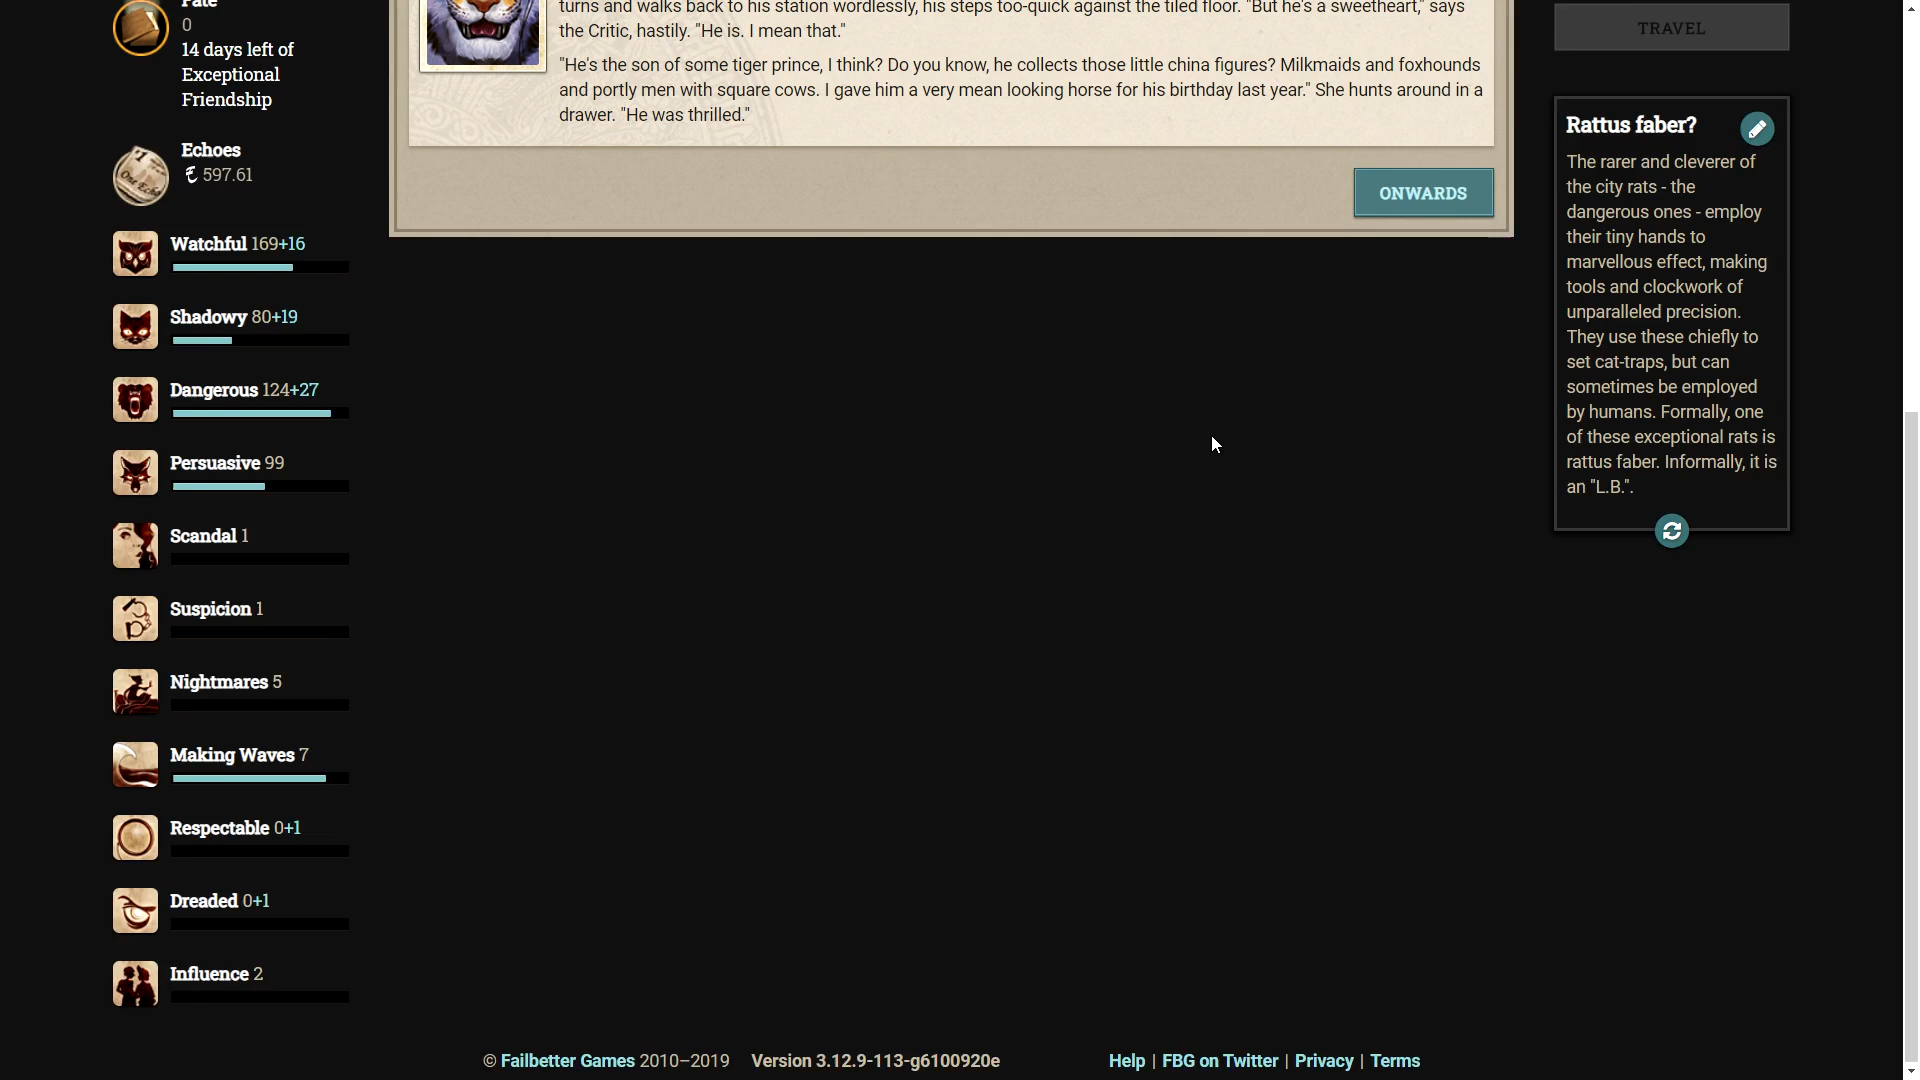 Fate
0
14 days left of
Exceptional
Friendship
Echoes
597.61
Watchful 169+16
Shadowy 80+19
Dangerous 124+27
Persuasive 99
Scandal 1
Suspicion 1
Nightmares 5
Making Waves 7
Respectable 0+1
Dreaded 0+1
Influence 2
turns and walks back to his station wordlessly, his steps too-quick against the tiled floor. "But he's a sweetheart," says
the Critic, hastily. "He is. I mean that."
"He's the son of some tiger prince, I think? Do you know, he collects those little china figures? Milkmaids and foxhounds
and portly men with square cows. I gave him a very mean looking horse for his birthday last year." She hunts around in a
drawer. "He was thrilled."
ONWARDS
TRAVEL
Rattus faber?
The rarer and cleverer of
the city rats - the
dangerous ones - employ
their tiny hands to
marvellous effect, making
tools and clockwork of
unparalleled precision.
They use these chiefly to
set cat-traps, but can
sometimes be employed
by humans. Formally, one
of these exceptional rats is
rattus faber. Informally, it is
an "L.B.".
© Failbetter Games 2010–2019 Version 3.12.9-113-g6100920e Help | FBG on Twitter | Privacy | Terms